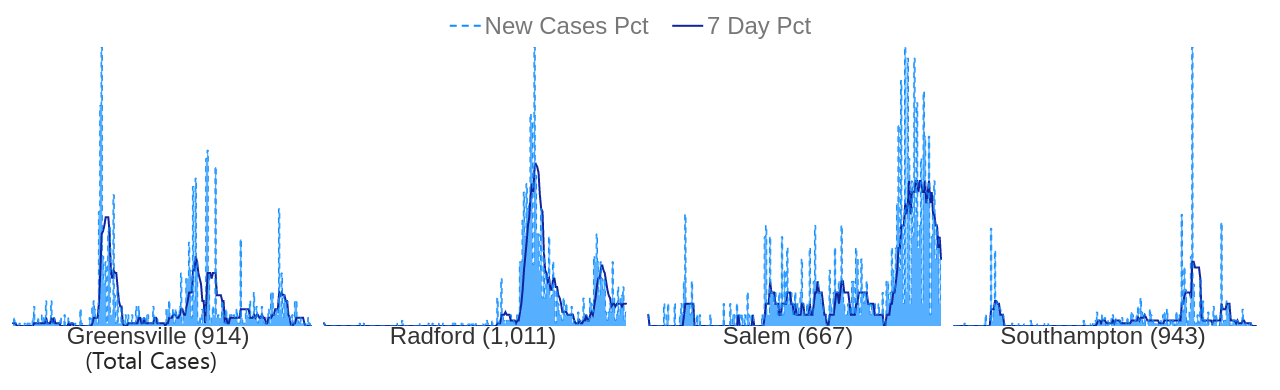 New Cases Pct 7 Day Pct
Greensville (914) Radford (1,011) Salem (667) Southampton (943)
(Total Cases)